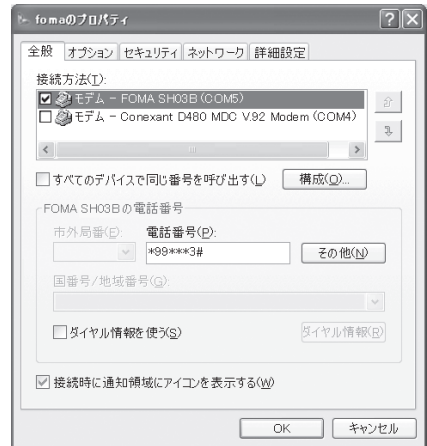 fomaのプロパティ
全般 オプション セキュリティ ネットワーク 詳細設定
接続方法(T):
モデム - FOMA SH03B (COM5)
モデム - Conexant D480 MDC V.92 Modem (COM4)
すべてのデバイスで同じ番号を呼び出す(L) 構成(O)...
FOMA SH03Bの電話番号
市外局番(E): 電話番号(P):
*99***3# その他(N)
国番号/地域番号(G):
ダイヤル情報を使う(S) ダイヤル情報(R)
接続時に通知領域にアイコンを表示する(W)
OK キャンセル